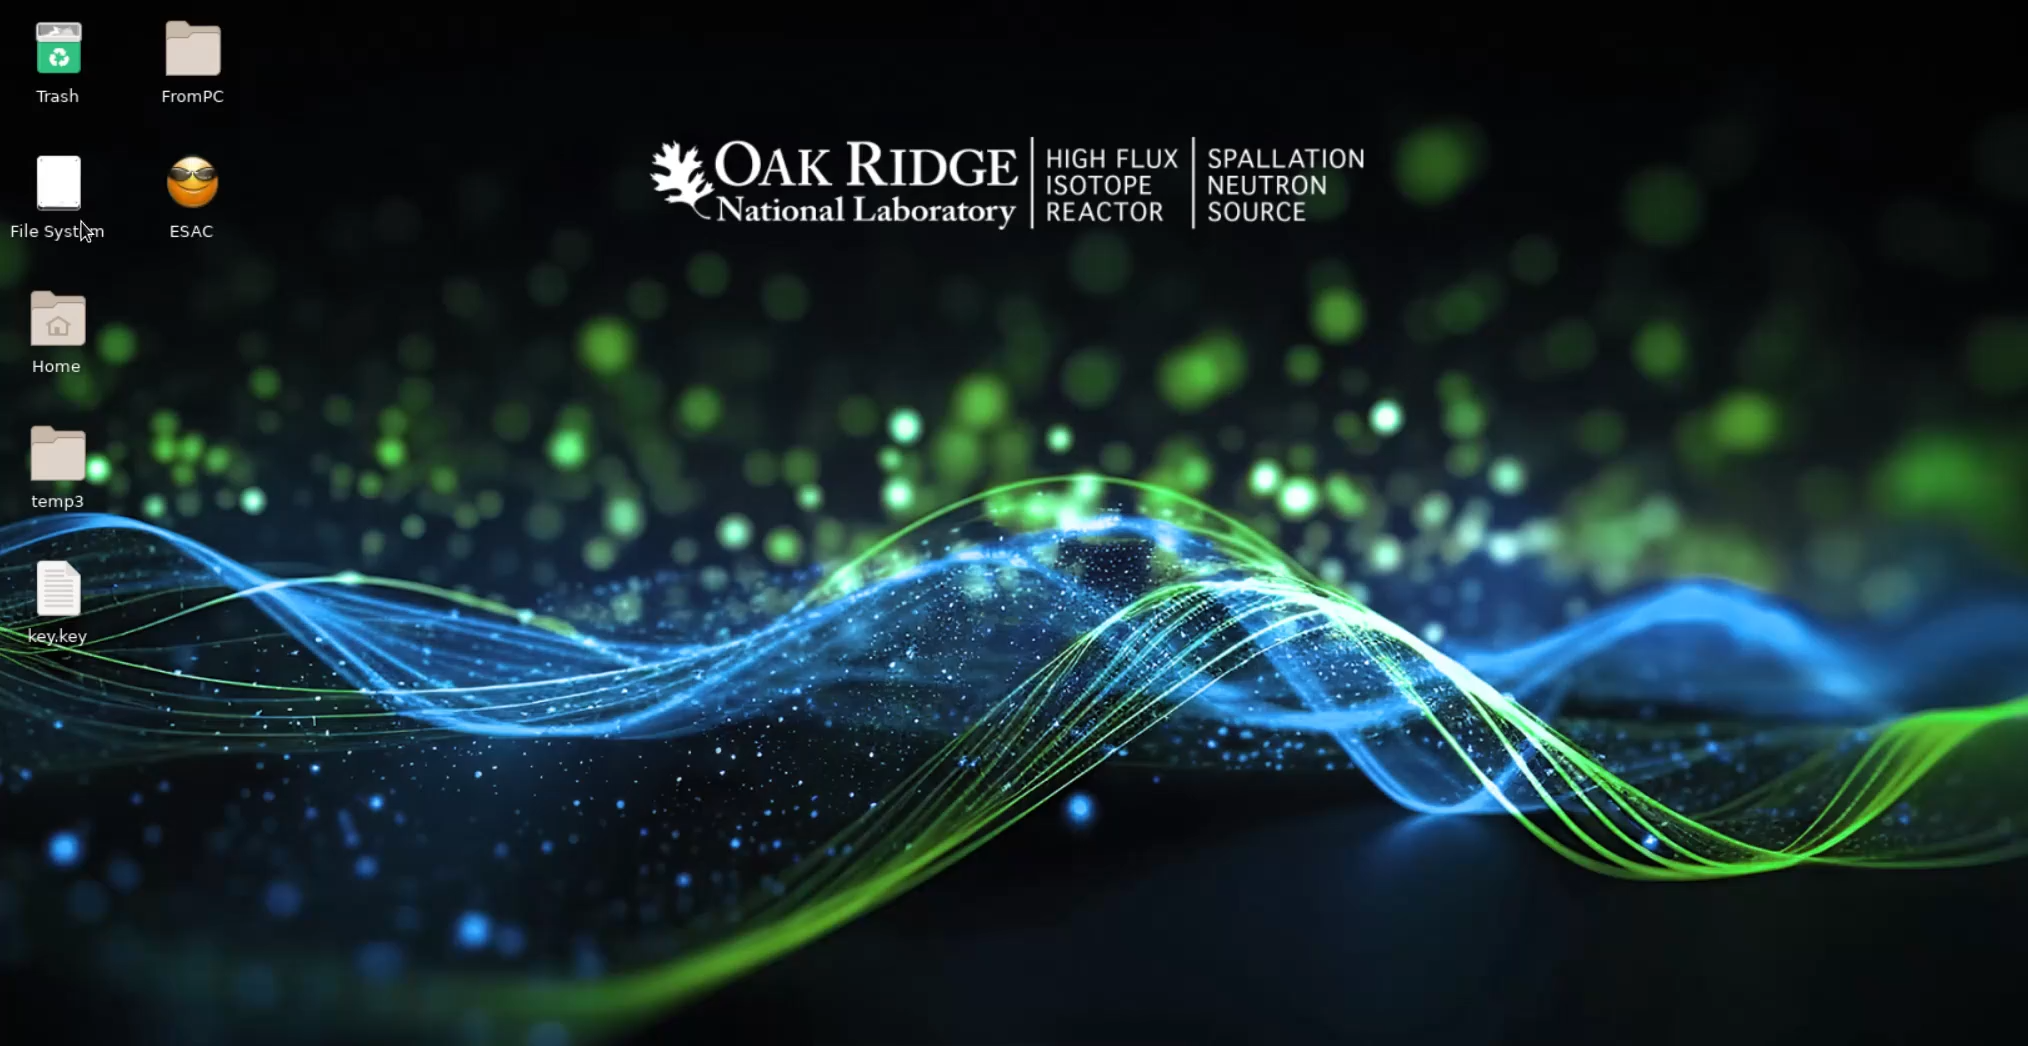 Trash
FromPC
File System
ESAC
Home
temp3
key.key
OAK RIDGE
National Laboratory
HIGH FLUX
ISOTOPE
REACTOR
SPALLATION
NEUTRON
SOURCE